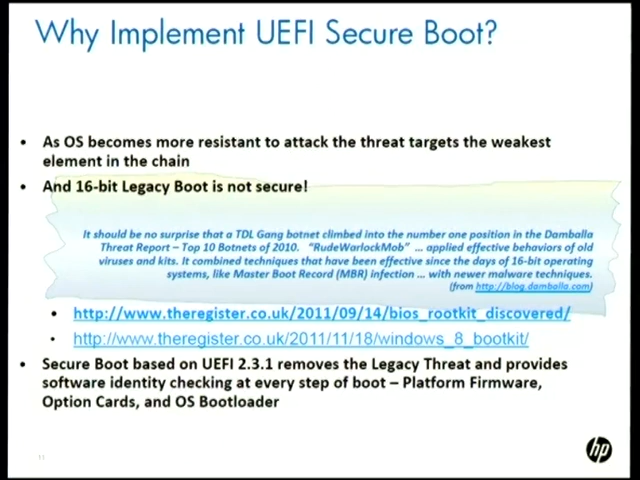 Why Implement UEFI Secure Boot?
• As OS becomes more resistant to attack the threat targets the weakest
element in the chain
• And 16-bit Legacy Boot is not secure!
It should be no surprise that a TDL Gang botnet climbed into the number one position in the Damballa
Threat Report – Top 10 Botnets of 2010. "RudeWarlockMob" ... applied effective behaviors of old
viruses and kits. It combined techniques that have been effective since the days of 16-bit operating
systems, like Master Boot Record (MBR) infection ... with newer malware techniques.
(from http://blog.damballa.com)
• http://www.theregister.co.uk/2011/09/14/bios_rootkit_discovered/
• http://www.theregister.co.uk/2011/11/18/windows_8_bootkit/
• Secure Boot based on UEFI 2.3.1 removes the Legacy Threat and provides
software identity checking at every step of boot – Platform Firmware,
Option Cards, and OS Bootloader
11
hp